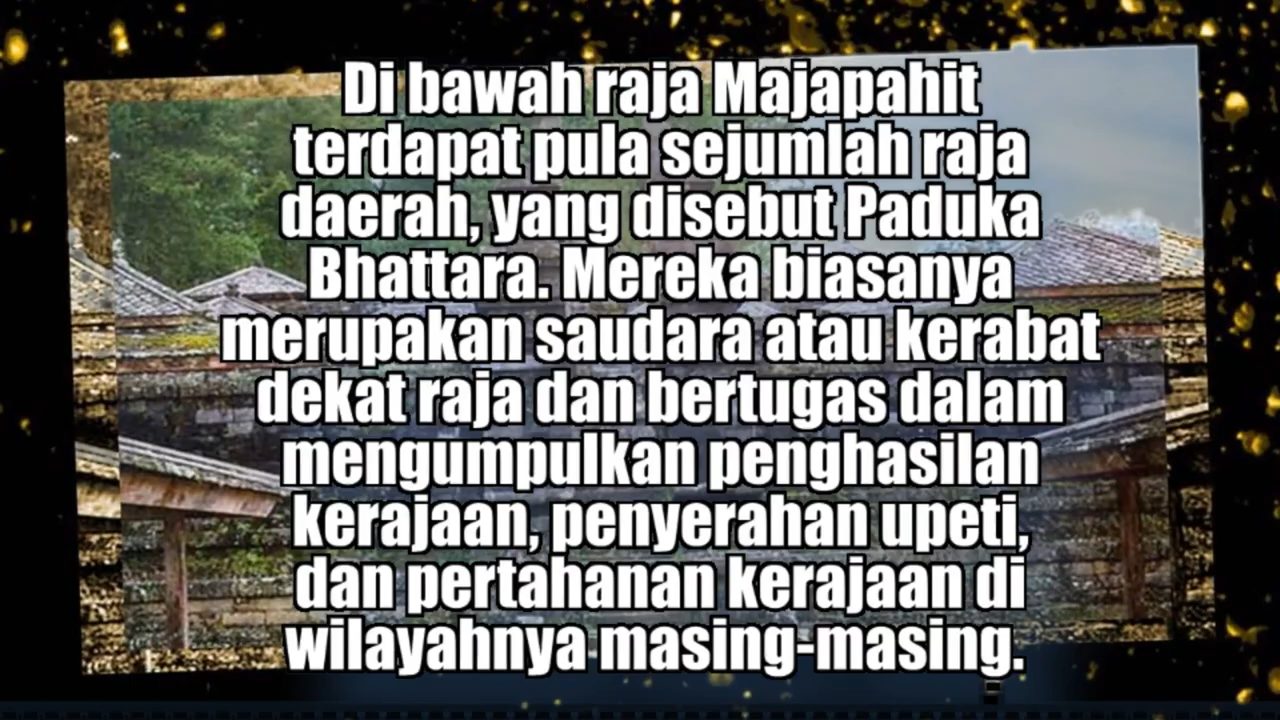 Di bawah raja Majapahit
terdapat pula sejumlah raja
daerah, yang disebut Paduka
Bhattara. Mereka biasanya
merupakan saudara atau kerabat
dekat raja dan bertugas dalam
mengumpulkan penghasilan
kerajaan, penyerahan upeti,
dan pertahanan kerajaan di
wilayahnya masing-masing.